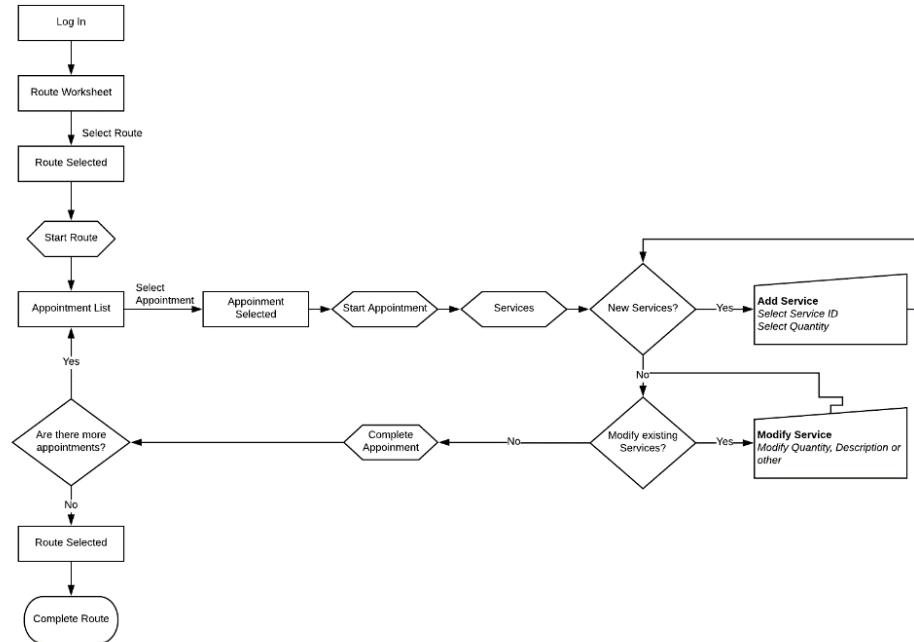 Log In
Route Worksheet
Select Route
Route Selected
Start Route
Appointment List
Select
Appointment
Appoinment
Selected
Start Appointment
Services
New Services?
Yes
Add Service
Select Service ID
Select Quantity
No
Yes
Are there more
appointments?
Complete
Appoinment
No
Modify existing
Services?
Yes
Modify Service
Modify Quantity, Description or
other
No
Route Selected
Complete Route